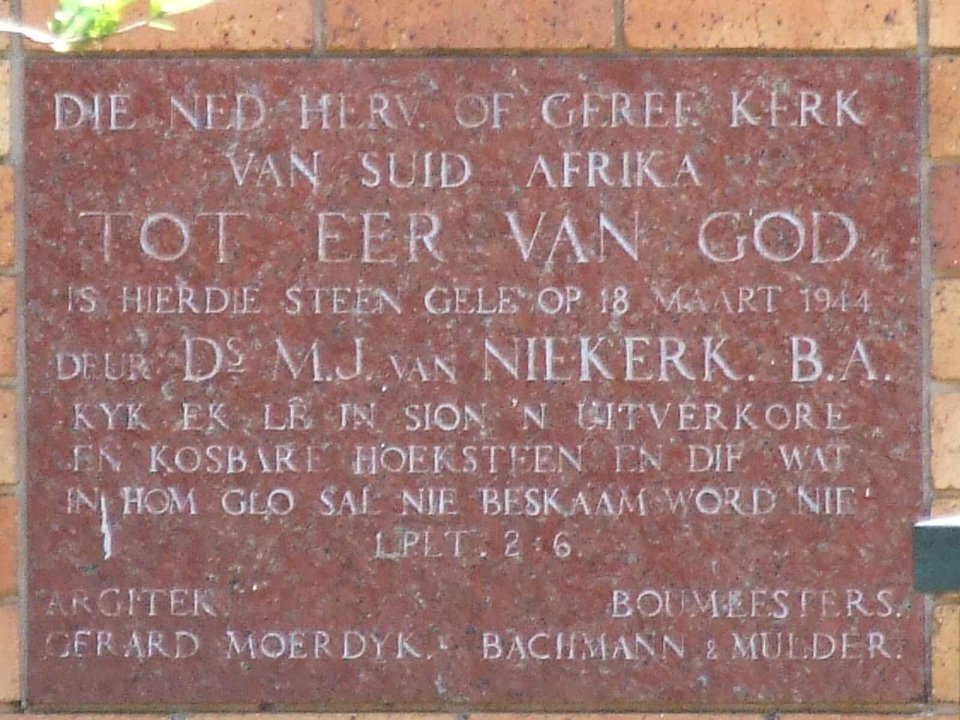 DIE NED HERV. OF GEREF. KERK
VAN SUID AFRIKA
TOT EER VAN GOD
IS HIERDIE STEEN GELÊ OP 18 MAART 1944
DEUR DS. M.J. VAN NIEKERK. B.A.
KYK EK LÊ IN SION 'N UITVERKORE
EN KOSBARE HOEKSTEEN EN DIE WAT
IN HOM GLO SAL NIE BESKAAM WORD NIE
I.PET. 2:6
ARGITEK BOUMEESTERS.
GERARD MOERDYK. BACHMANN & MULDER.